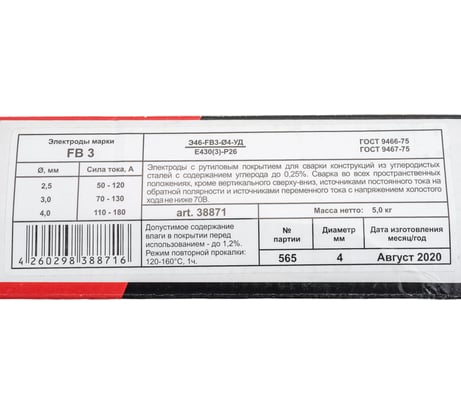 Электроды марки
FB 3
Ø, мм Сила тока, А
2,5 50 - 120
3,0 70 - 130
4,0 110 - 180
4 260298 388716
Э46-FB3-Ø4-УД
Е430(3)-Р26
ГОСТ 9466-75
ГОСТ 9467-75
Электроды с рутиловым покрытием для сварки конструкций из углеродистых
сталей с содержанием углерода до 0,25%. Сварка во всех пространственных
положениях, кроме вертикального сверху-вниз, источниками постоянного тока на
обратной полярности и источниками переменного тока с напряжением холостого
хода не ниже 70В.
art. 38871
Масса нетто: 5,0 кг
Допустимое содержание
влаги в покрытии перед
использованием - до 1,2%.
Режим повторной прокалки:
120-160°С, 1ч.
№
партии
Диаметр
мм
Дата изготовления
месяц/год
565 4 Август 2020